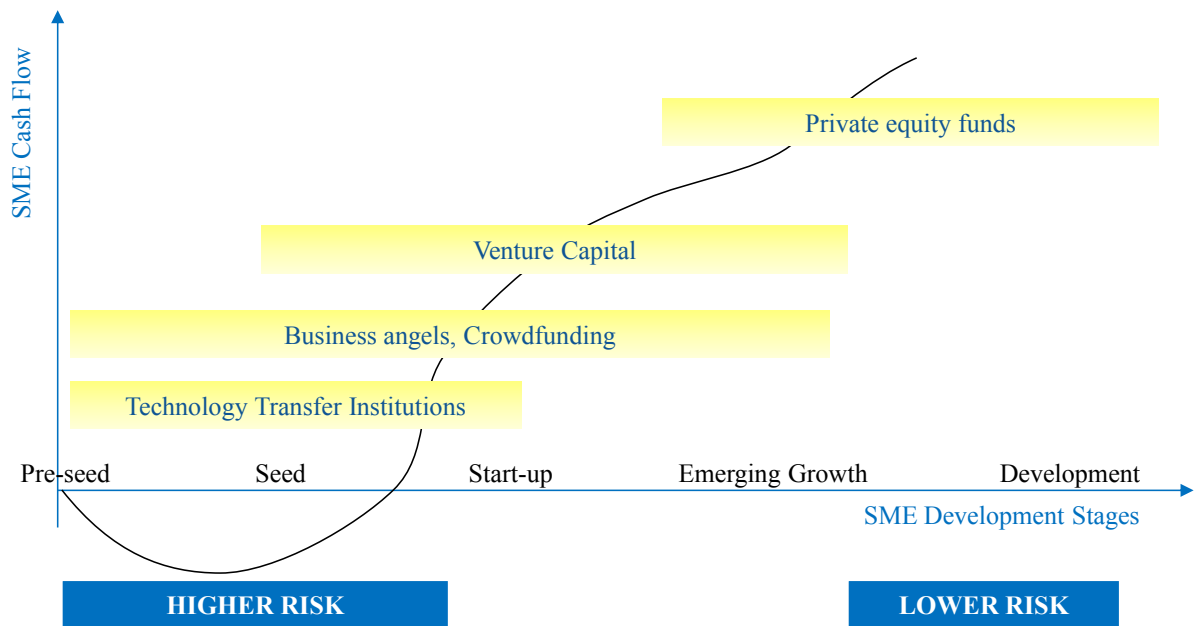 SME Cash Flow
Private equity funds
Venture Capital
Business angels, Crowdfunding
Technology Transfer Institutions
Pre-seed
Seed
Start-up
Emerging Growth
Development
SME Development Stages
HIGHER RISK
LOWER RISK